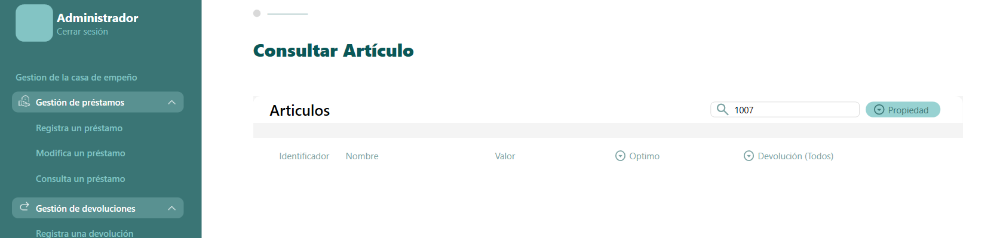 Administrador
Cerrar sesión
Gestion de la casa de empeño
Gestión de préstamos
Registra un préstamo
Modifica un préstamo
Consulta un préstamo
Gestión de devoluciones
Registra una devolución
Consultar Artículo
Articulos
1007
Propiedad
Identificador Nombre Valor Optimo Devolución (Todos)